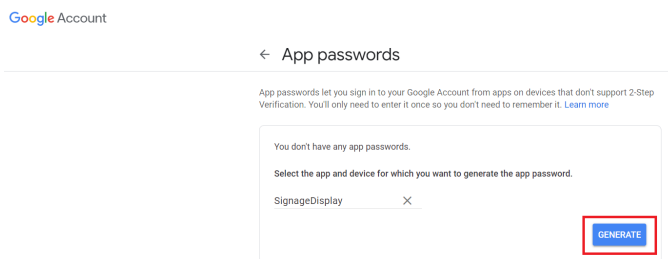 Google Account
App passwords
App passwords let you sign in to your Google Account from apps on devices that don't support 2-Step
Verification. You'll only need to enter it once so you don't need to remember it. Learn more
You don't have any app passwords.
Select the app and device for which you want to generate the app password.
SignageDisplay
GENERATE